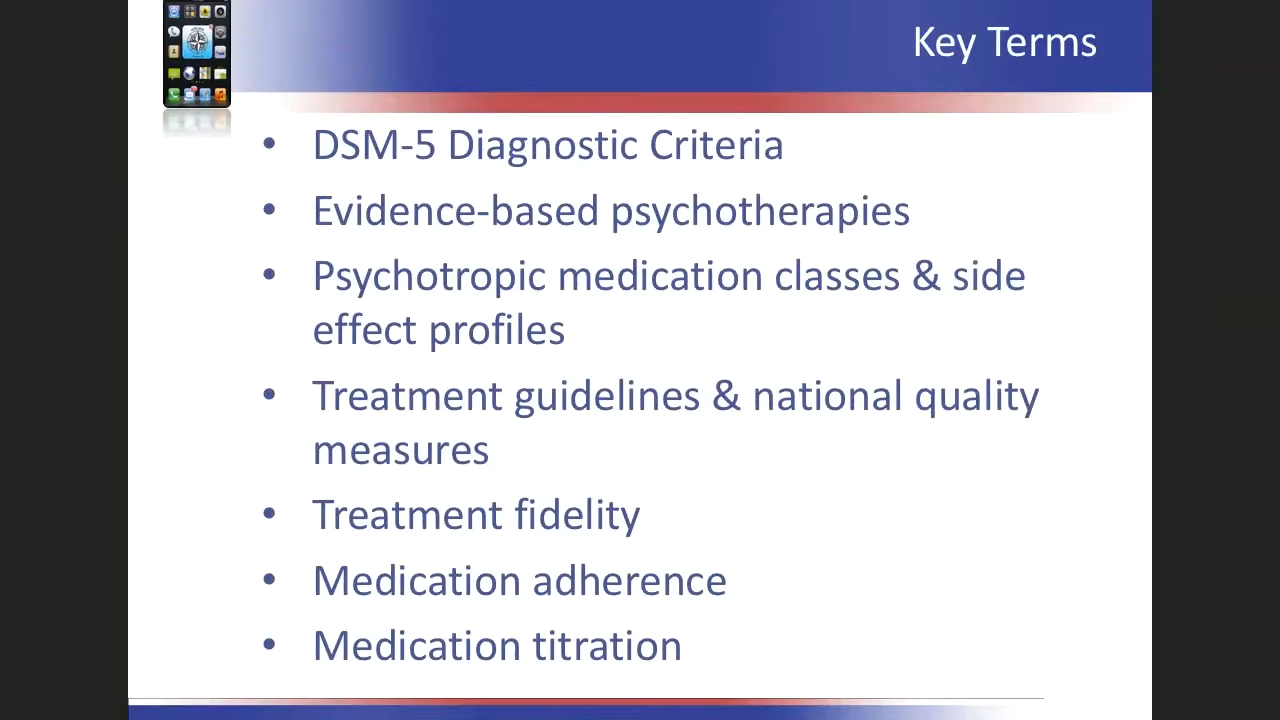 Key Terms
• DSM-5 Diagnostic Criteria
• Evidence-based psychotherapies
• Psychotropic medication classes & side
effect profiles
• Treatment guidelines & national quality
measures
• Treatment fidelity
• Medication adherence
• Medication titration